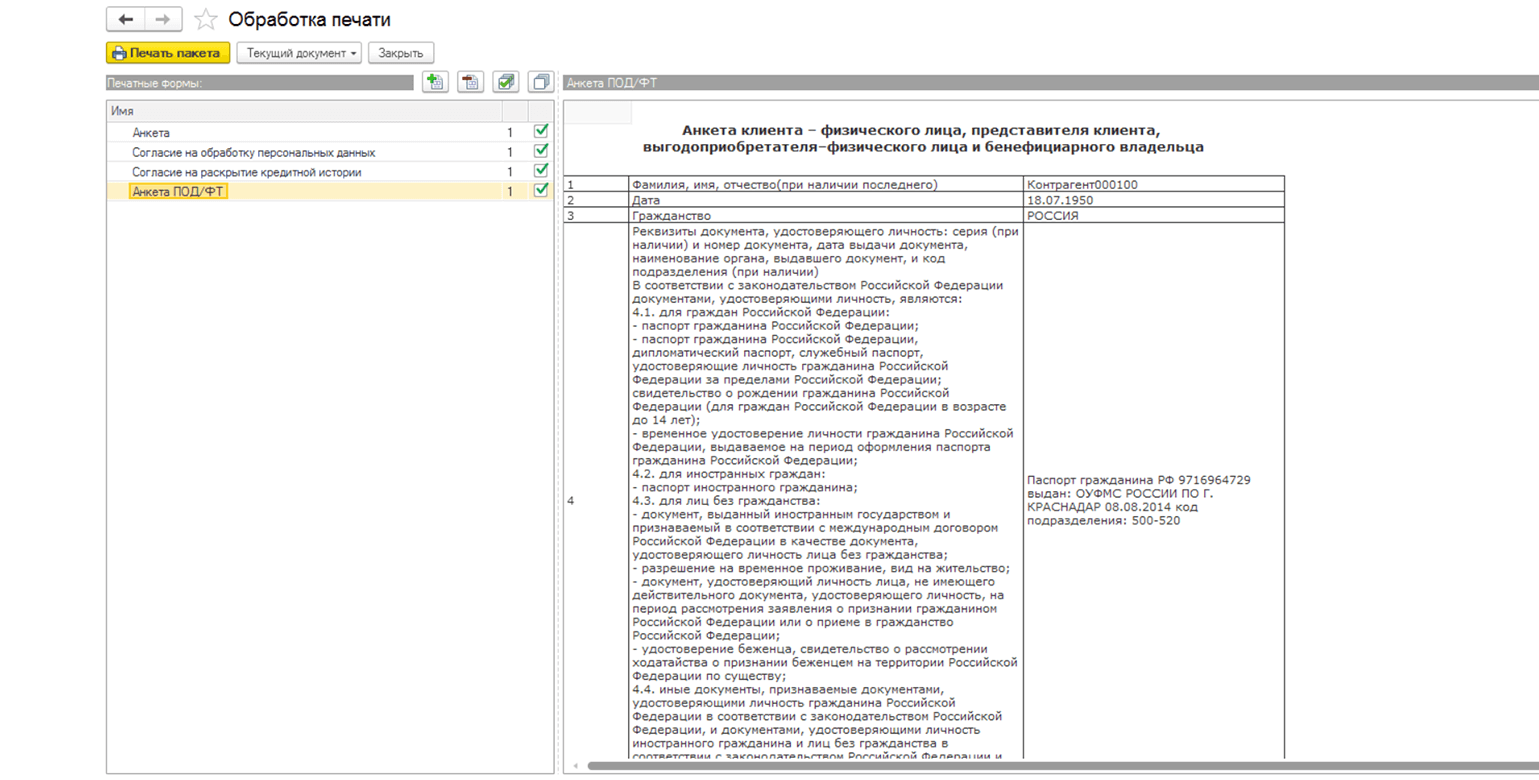 Обработка печати
Печать пакета Текущий документ Закрыть
Печатные формы:
Имя
Анкета 1
Согласие на обработку персональных данных 1
Согласие на раскрытие кредитной истории 1
Анкета ПОД/ФТ 1
Анкета ПОД/ФТ
Анкета клиента – физического лица, представителя клиента,
выгодоприобретателя–физического лица и бенефициарного владельца
1 Фамилия, имя, отчество(при наличии последнего) Контрагент000100
2 Дата 18.07.1950
3 Гражданство РОССИЯ
4
Реквизиты документа, удостоверяющего личность: серия (при
наличии) и номер документа, дата выдачи документа,
наименование органа, выдавшего документ, и код
подразделения (при наличии)
В соответствии с законодательством Российской Федерации
документами, удостоверяющими личность, являются:
4.1. для граждан Российской Федерации:
- паспорт гражданина Российской Федерации;
- паспорт гражданина Российской Федерации,
дипломатический паспорт, служебный паспорт,
удостоверяющие личность гражданина Российской
Федерации за пределами Российской Федерации;
свидетельство о рождении гражданина Российской
Федерации (для граждан Российской Федерации в возрасте
до 14 лет);
- временное удостоверение личности гражданина Российской
Федерации, выдаваемое на период оформления паспорта
гражданина Российской Федерации;
4.2. для иностранных граждан:
- паспорт иностранного гражданина;
4.3. для лиц без гражданства:
- документ, выданный иностранным государством и
признаваемый в соответствии с международным договором
Российской Федерации в качестве документа,
удостоверяющего личность лица без гражданства;
- разрешение на временное проживание, вид на жительство;
- документ, удостоверяющий личность лица, не имеющего
действительного документа, удостоверяющего личность, на
период рассмотрения заявления о признании гражданином
Российской Федерации или о приеме в гражданство
Российской Федерации;
- удостоверение беженца, свидетельство о рассмотрении
ходатайства о признании беженцем на территории Российской
Федерации по существу;
4.4. иные документы, признаваемые документами,
удостоверяющими личность гражданина Российской
Федерации в соответствии с законодательством Российской
Федерации, и документами, удостоверяющими личность
иностранного гражданина и лиц без гражданства в
соответствии с законодательством Российской Федерации и
Паспорт гражданина РФ 9716964729
выдан: ОУФМС РОССИИ ПО Г.
КРАСНАДАР 08.08.2014 код
подразделения: 500-520